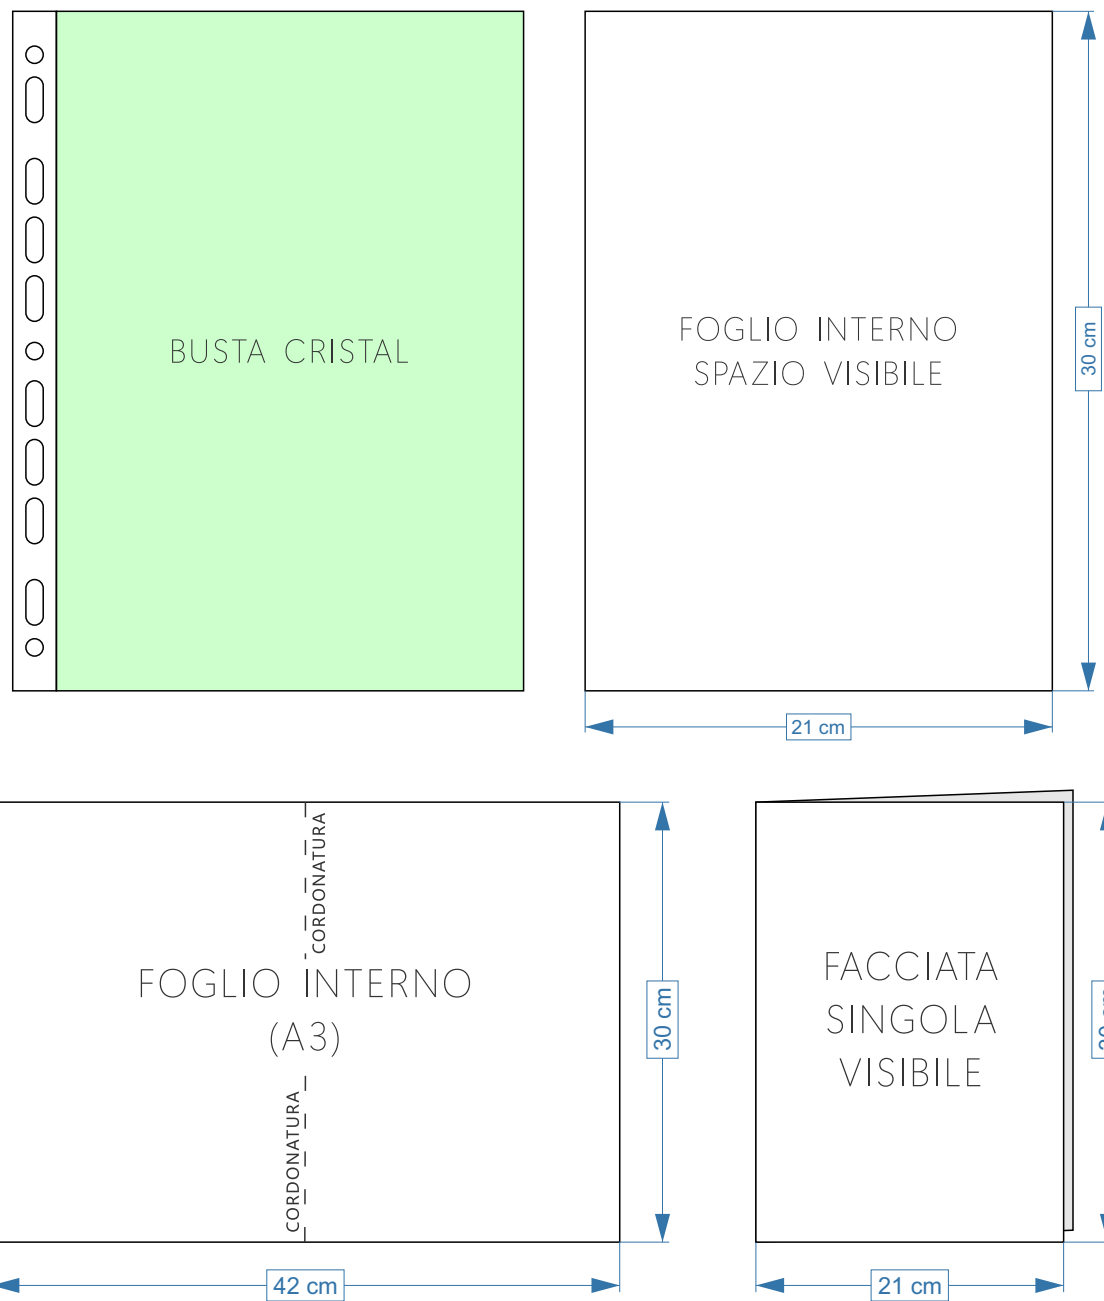 BUSTA CRISTAL
FOGLIO INTERNO
SPAZIO VISIBILE
30 cm
21 cm
CORDONATURA
FOGLIO INTERNO
(A3)
CORDONATURA
30 cm
42 cm
FACCIATA
SINGOLA
VISIBILE
21 cm